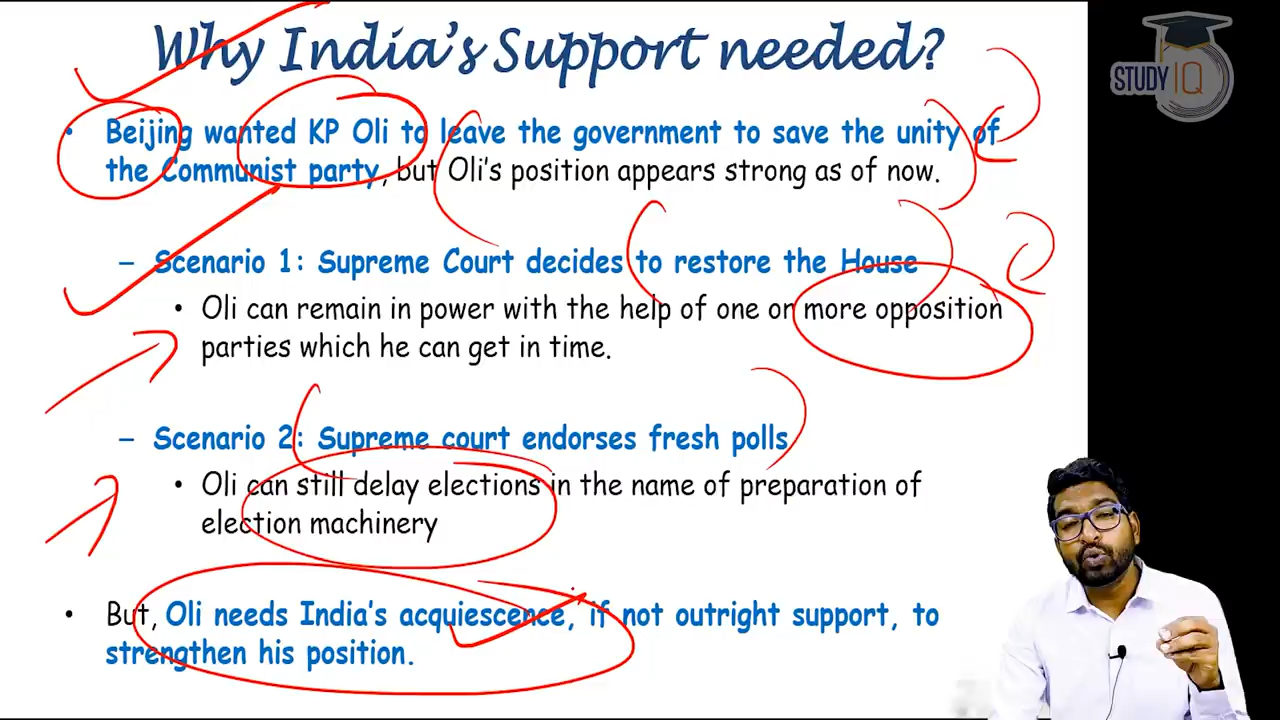 Why India's Support needed?
STUDY IQ
• Beijing wanted KP Oli to leave the government to save the unity of
the Communist party, but Oli's position appears strong as of now.
– Scenario 1: Supreme Court decides to restore the House
• Oli can remain in power with the help of one or more opposition
parties which he can get in time.
– Scenario 2: Supreme court endorses fresh polls
• Oli can still delay elections in the name of preparation of
election machinery
• But, Oli needs India's acquiescence, if not outright support, to
strengthen his position.